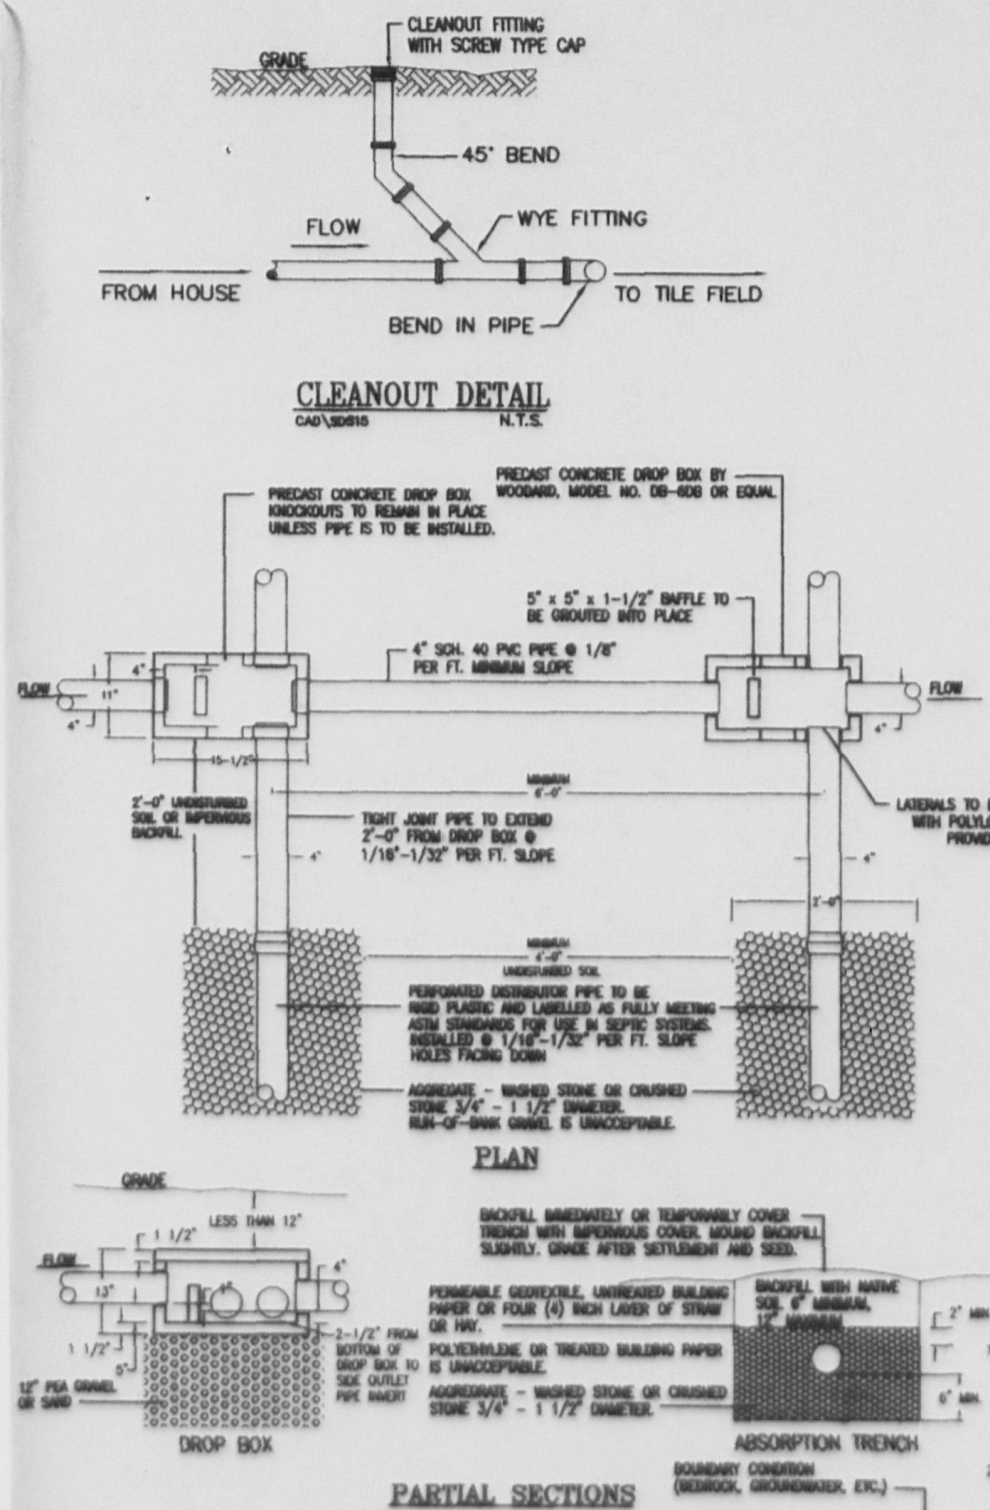 CLEANOUT FITTING
WITH SCREW TYPE CAP
GRADE
45° BEND
WYE FITTING
FLOW
FROM HOUSE
TO TILE FIELD
BEND IN PIPE
CLEANOUT DETAIL
CAD\SD515
N.T.S.
PRECAST CONCRETE DROP BOX BY
WOODARD, MODEL NO. DB-6DB OR EQUAL
PRECAST CONCRETE DROP BOX
KNOCKOUTS TO REMAIN IN PLACE
UNLESS PIPE IS TO BE INSTALLED.
5" x 5" x 1-1/2" BAFFLE TO
BE GROUTED INTO PLACE
4" SCH. 40 PVC PIPE @ 1/8"
PER FT. MINIMUM SLOPE
FLOW
4"
11"
4"
15-1/2"
FLOW
4"
MINIMUM
6'-0"
2'-0" UNDISTURBED
SOIL OR IMPERVIOUS
BACKFILL
TIGHT JOINT PIPE TO EXTEND
2'-0" FROM DROP BOX @
1/16"-1/32" PER FT. SLOPE
LATERALS TO
WITH
4"
4"
2'-0"
MINIMUM
4'-0"
UNDISTURBED SOIL
PERFORATED DISTRIBUTOR PIPE TO BE
RIGID PLASTIC AND LABELLED AS FULLY MEETING
ASTM STANDARDS FOR USE IN SEPTIC SYSTEMS.
INSTALLED @ 1/16"-1/32" PER FT. SLOPE
HOLES FACING DOWN
AGGREGATE - WASHED STONE OR CRUSHED
STONE 3/4" - 1 1/2" DIAMETER.
RUN-OF-BANK GRAVEL IS UNACCEPTABLE.
PLAN
GRADE
LESS THAN 12"
1 1/2"
FLOW
4"
13"
4"
1 1/2"
5"
2-1/2" FROM
BOTTOM OF
DROP BOX TO
SIDE OUTLET
PIPE INVERT
12" PEA GRAVEL
OR SAND
DROP BOX
BACKFILL IMMEDIATELY OR TEMPORARILY COVER
TRENCH WITH IMPERVIOUS COVER. MOUND BACKFILL
SLIGHTLY. GRADE AFTER SETTLEMENT AND SEED.
PERMEABLE GEOTEXTILE, UNTREATED BUILDING
PAPER OR FOUR (4) INCH LAYER OF STRAW
OR HAY.
POLYETHYLENE OR TREATED BUILDING PAPER
IS UNACCEPTABLE.
AGGREGRATE - WASHED STONE OR CRUSHED
STONE 3/4" - 1 1/2" DIAMETER.
BACKFILL WITH NATIVE
SOIL 6" MINIMUM,
12" MAXIMUM
2" MIN.
6" MIN.
ABSORPTION TRENCH
BOUNDARY CONDITION
(BEDROCK, GROUNDWATER, ETC.)
PARTIAL SECTIONS